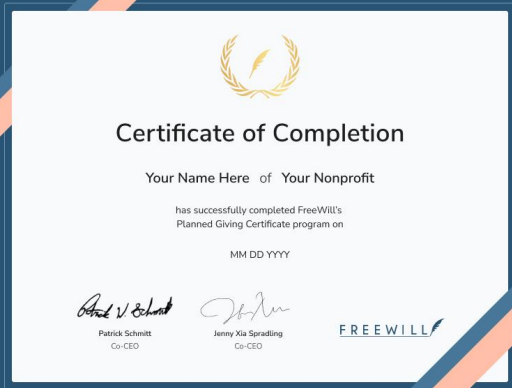 Certificate of Completion
Your Name Here of Your Nonprofit
has successfully completed FreeWill's
Planned Giving Certificate program on
MM DD YYYY
Patrick Schmitt
Co-CEO
Jenny Xia Spradling
Co-CEO
FREEWILL